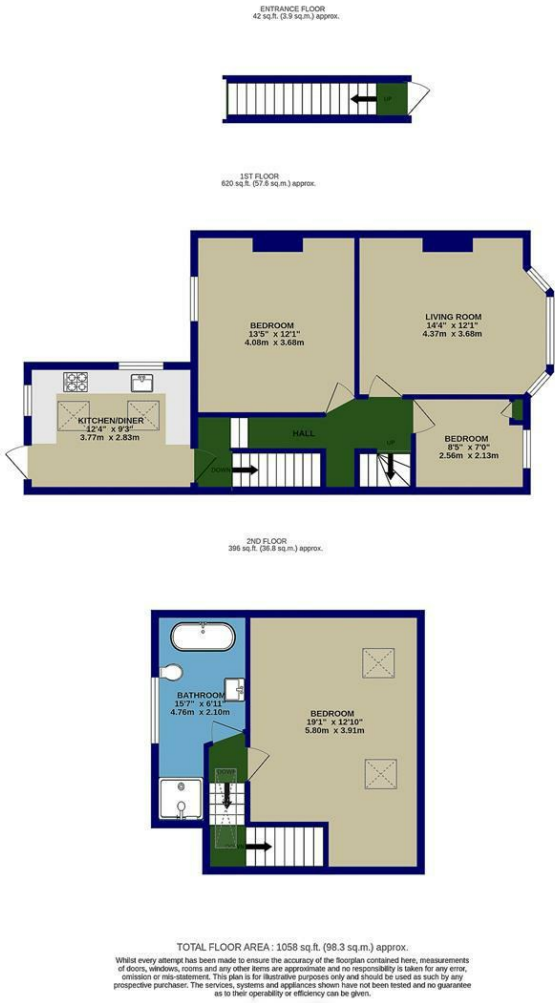 ENTRANCE FLOOR
42 sq.ft. (3.9 sq.m.) approx.
UP
1ST FLOOR
620 sq.ft. (57.6 sq.m.) approx.
BEDROOM
13'5" x 12'1"
4.08m x 3.68m
LIVING ROOM
14'4" x 12'1"
4.37m x 3.68m
KITCHEN/DINER
12'4" x 9'3"
3.77m x 2.83m
HALL
UP
BEDROOM
8'5" x 7'0"
2.56m x 2.13m
DOWN
2ND FLOOR
396 sq.ft. (36.8 sq.m.) approx.
BATHROOM
15'7" x 6'11"
4.76m x 2.10m
BEDROOM
19'1" x 12'10"
5.80m x 3.91m
TOTAL FLOOR AREA : 1058 sq.ft. (98.3 sq.m.) approx.
Whilst every attempt has been made to ensure the accuracy of the floorplan contained here, measurements
of doors, windows, rooms and any other items are approximate and no responsibility is taken for any error,
omission or mis-statement. This plan is for illustrative purposes only and should be used as such by any
prospective purchaser. The services, systems and appliances shown have not been tested and no guarantee
as to their operability or efficiency can be given.